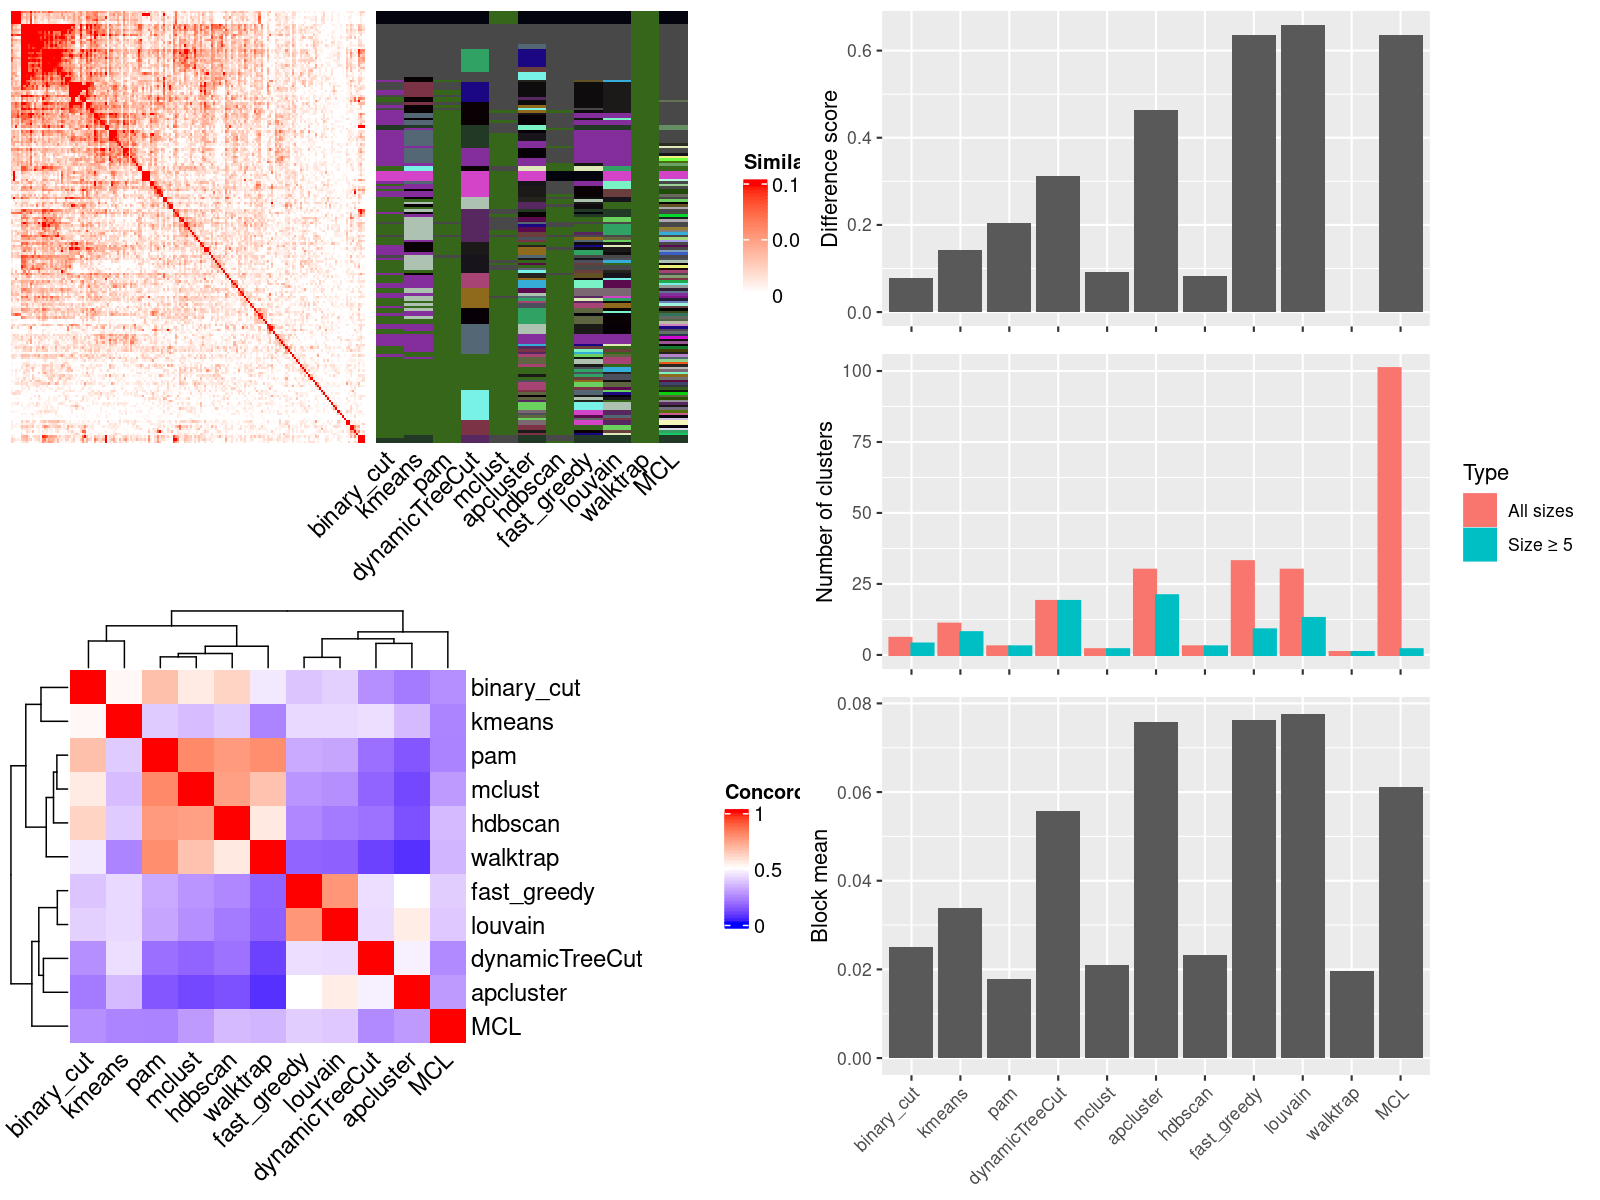 Simila
0.1
0.0
0
binary_cut
kmeans
pam
dynamicTreeCut
mclust
apcluster
hdbscan
fast_greedy
louvain
walktrap
MCL
binary_cut
kmeans
pam
mclust
hdbscan
walktrap
fast_greedy
louvain
dynamicTreeCut
apcluster
MCL
binary_cut
kmeans
pam
mclust
hdbscan
walktrap
fast_greedy
louvain
dynamicTreeCut
apcluster
MCL
Concord
1
0.5
0
Difference score
0.6
0.4
0.2
0.0
Number of clusters
100
75
50
25
0
Type
All sizes
Size ≥ 5
Block mean
0.08
0.06
0.04
0.02
0.00
binary_cut
kmeans
pam
dynamicTreeCut
mclust
apcluster
hdbscan
fast_greedy
louvain
walktrap
MCL